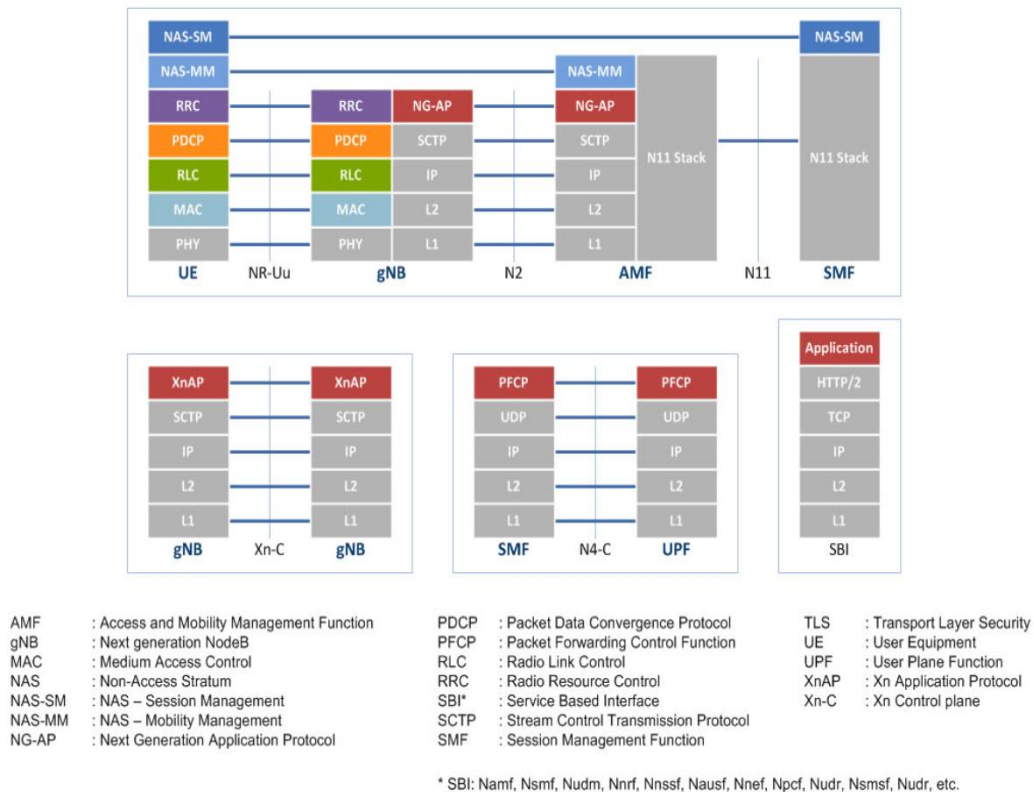 NAS-SM NAS-SM
NAS-MM NAS-MM
RRC RRC NG-AP NG-AP
PDCP PDCP SCTP SCTP N11 Stack N11 Stack
RLC RLC IP IP
MAC MAC L2 L2
PHY PHY L1 L1
UE NR-Uu gNB N2 AMF N11 SMF
XnAP XnAP
SCTP SCTP
IP IP
L2 L2
L1 L1
gNB Xn-C gNB
PFCP PFCP
UDP UDP
IP IP
L2 L2
L1 L1
SMF N4-C UPF
Application
HTTP/2
TCP
IP
L2
L1
SBI
AMF : Access and Mobility Management Function
gNB : Next generation NodeB
MAC : Medium Access Control
NAS : Non-Access Stratum
NAS-SM : NAS – Session Management
NAS-MM : NAS – Mobility Management
NG-AP : Next Generation Application Protocol
PDCP : Packet Data Convergence Protocol
PFCP : Packet Forwarding Control Function
RLC : Radio Link Control
RRC : Radio Resource Control
SBI* : Service Based Interface
SCTP : Stream Control Transmission Protocol
SMF : Session Management Function
TLS : Transport Layer Security
UE : User Equipment
UPF : User Plane Function
XnAP : Xn Application Protocol
Xn-C : Xn Control plane
* SBI: Namf, Nsmf, Nudm, Nnrf, Nnssf, Nausf, Nnef, Npcf, Nudr, Nsmsf, Nudr, etc.